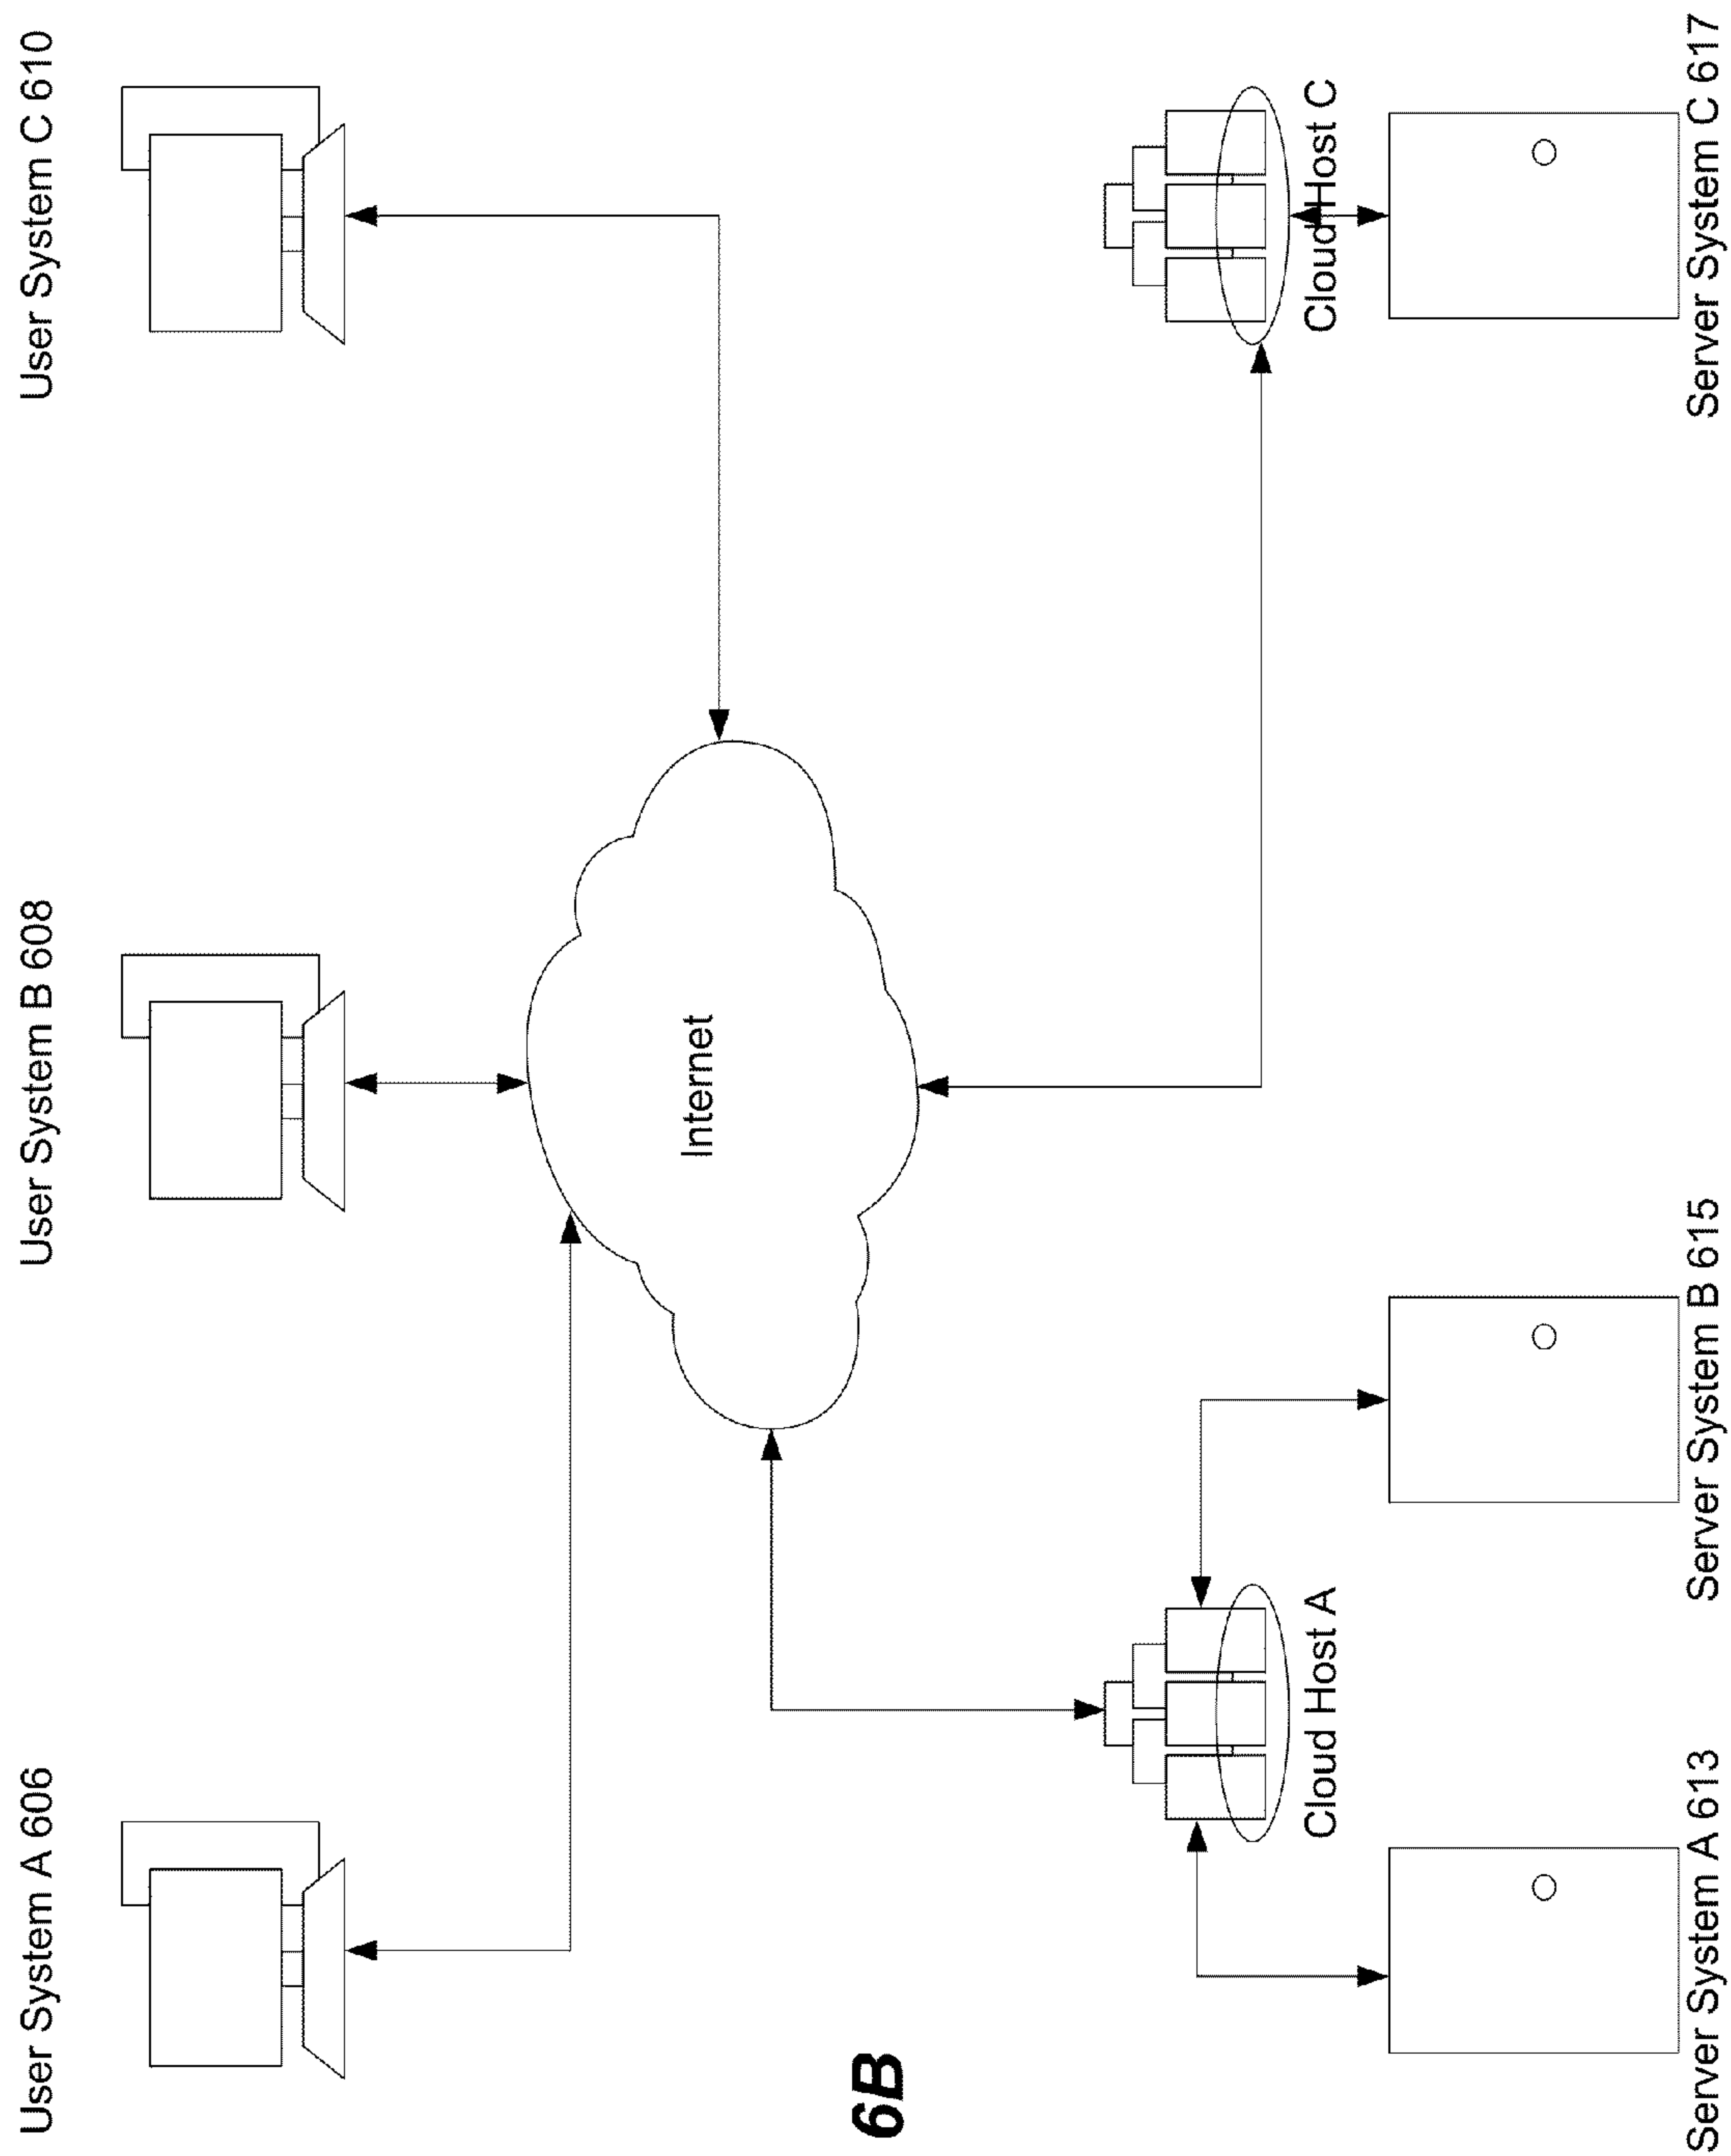 User System A 606
User System B 608
User System C 610
Internet
6B
Cloud Host A
Cloud Host C
Server System A 613
Server System B 615
Server System C 617